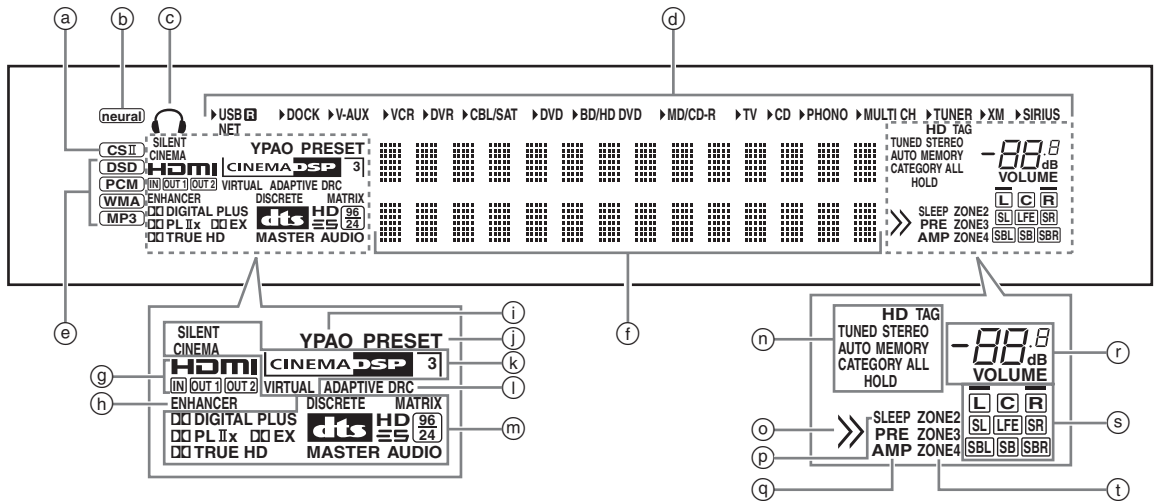 a b c d
neural ▶USB R ▶DOCK ▶V-AUX ▶VCR ▶DVR ▶CBL/SAT ▶DVD ▶BD/HD DVD ▶MD/CD-R ▶TV ▶CD ▶PHONO ▶MULTI CH ▶TUNER ▶XM ▶SIRIUS
NET
CSII
DSD
PCM
WMA
MP3
SILENT
CINEMA
YPAO PRESET
HDMI CINEMA DSP 3
IN OUT 1 OUT 2 VIRTUAL ADAPTIVE DRC
ENHANCER DISCRETE MATRIX
DIGITAL PLUS dts HD 96
PL IIx EX ES 24
TRUE HD MASTER AUDIO
HD TAG
TUNED STEREO
AUTO MEMORY
CATEGORY ALL
HOLD
-88.8
dB
VOLUME
L C R
SLEEP ZONE2 SL LFE SR
PRE ZONE3
AMP ZONE4 SBL SB SBR
e f
SILENT
CINEMA
YPAO PRESET
HDMI CINEMA DSP 3
IN OUT 1 OUT 2 VIRTUAL ADAPTIVE DRC
ENHANCER DISCRETE MATRIX
DIGITAL PLUS dts HD 96
PL IIx EX ES 24
TRUE HD MASTER AUDIO
g h i j k l m
HD TAG
TUNED STEREO
AUTO MEMORY
CATEGORY ALL
HOLD
-88.8
dB
VOLUME
L C R
SLEEP ZONE2 SL LFE SR
PRE ZONE3
AMP ZONE4 SBL SB SBR
n o p q r s t